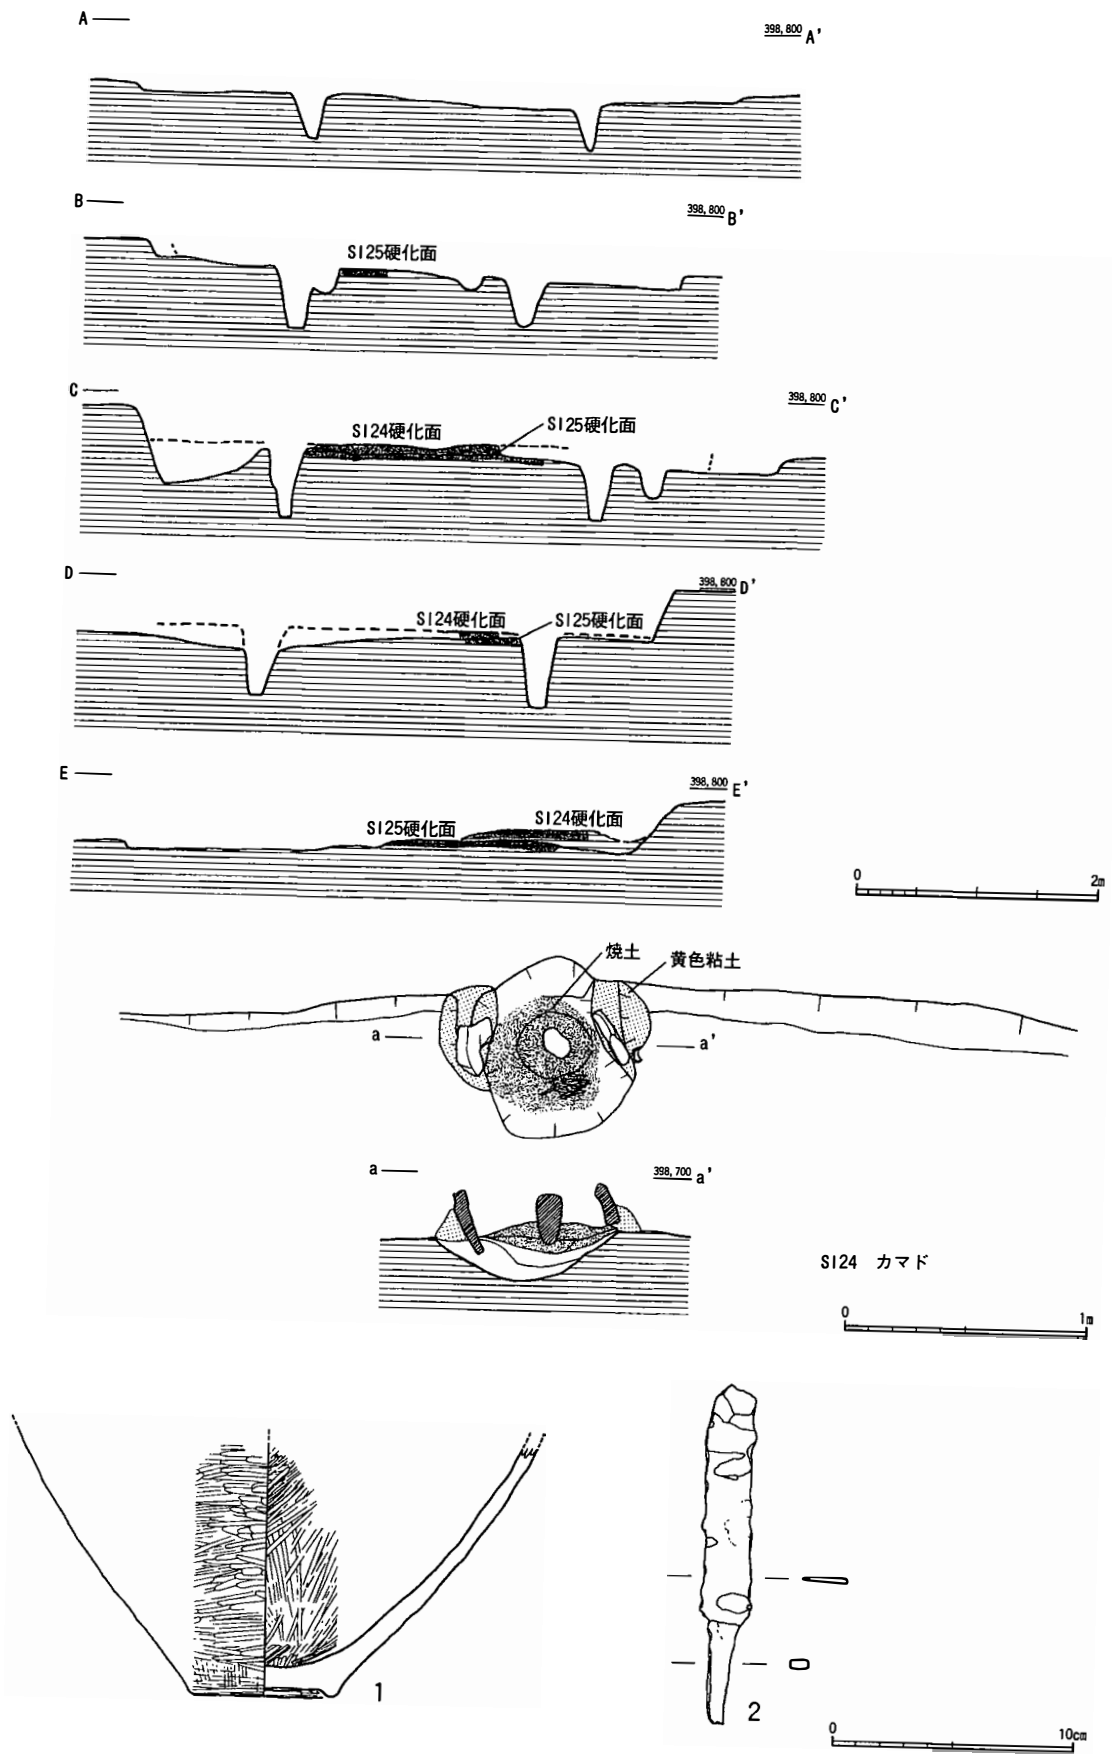 A
398,800 A'
B
398,800 B'
SI25硬化面
C
398,800 C'
SI24硬化面
SI25硬化面
D
398,800 D'
SI24硬化面
SI25硬化面
E
398,800 E'
SI24硬化面
SI25硬化面
0 2m
焼土
黄色粘土
a a'
a 398,700 a'
SI24 カマド
0 1m
1
2
0 10cm